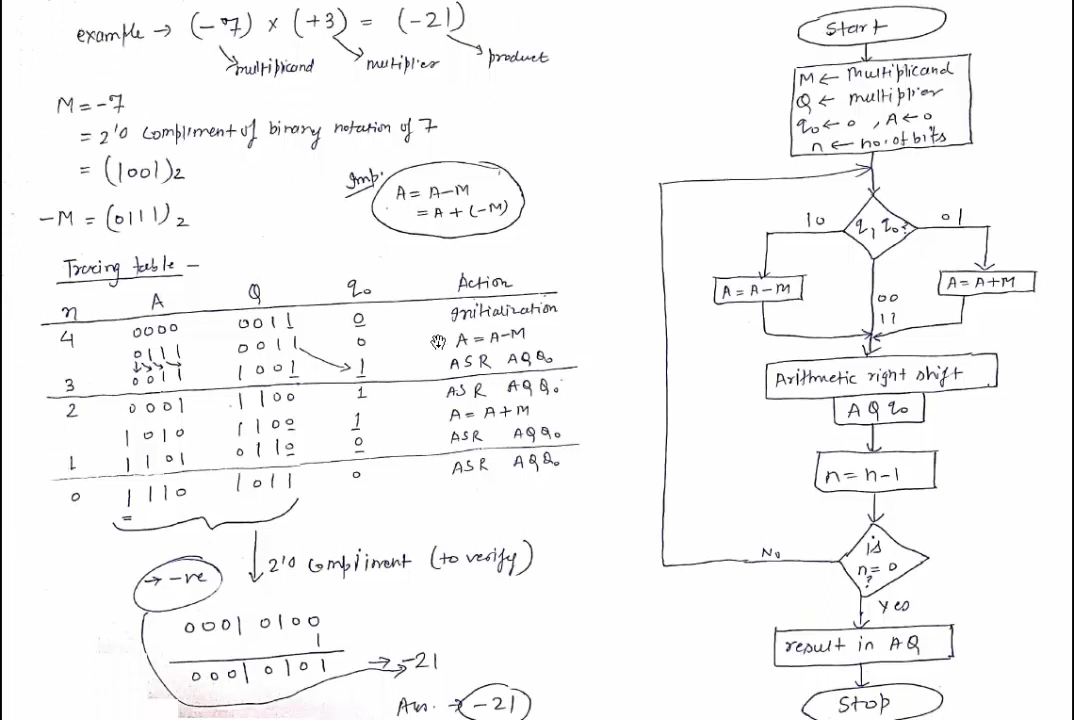 example → (-7) × (+3) = (-21)
multiplicand multiplier product
M = -7
= 2'o compliment of binary notation of 7
= (1001)2
-M = (0111)2
Imp.
A = A-M
= A + (-M)
Tracing table -
n A Q q0 Action
4 0000 0011 0 Initialization
0111 0011 0 A = A-M
3 0011 1001 1 ASR AQQ0
2 0001 1100 1 ASR AQQ0
1010 1100 1 A = A+M
1 1101 0110 0 ASR AQQ0
0 1110 1011 0 ASR AQQ0
2'o compliment (to verify)
→ -ve
0001 0100
1
0001 0101 → -21
Ans. → -21
Start
M ← multiplicand
Q ← multiplier
q0 ← 0 , A ← 0
n ← no. of bits
q1 q0?
10
01
A = A-M
A = A+M
00
11
Arithmetic right shift
A Q q0
n = n-1
is
n = 0
?
No
yes
result in AQ
Stop